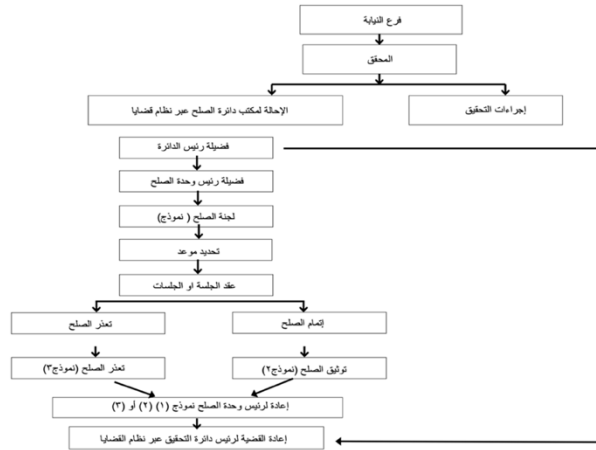 فرع النيابة
المحقق
إجراءات التحقيق
الإحالة لمكتب دائرة الصلح عبر نظام قضايا
فضيلة رئيس الدائرة
فضيلة رئيس وحدة الصلح
لجنة الصلح ( نموذج)
تحديد موعد
عقد الجلسة او الجلسات
إتمام الصلح
تعذر الصلح
توثيق الصلح (نموذج٢)
تعذر الصلح (نموذج٣)
إعادة لرئيس وحدة الصلح نموذج (١) (٢) أو (٣)
إعادة القضية لرئيس دائرة التحقيق عبر نظام القضايا